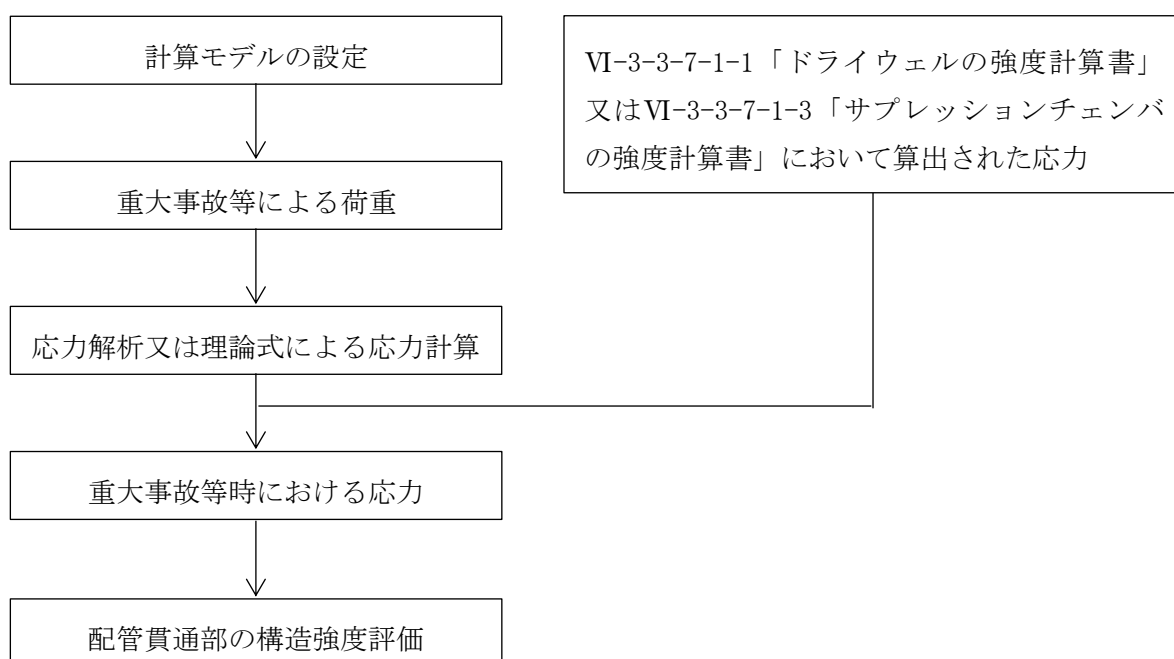 計算モデルの設定
重大事故等による荷重
応力解析又は理論式による応力計算
重大事故等時における応力
配管貫通部の構造強度評価
Ⅵ-3-3-7-1-1「ドライウェルの強度計算書」
又はⅥ-3-3-7-1-3「サプレッションチェンバ
の強度計算書」において算出された応力